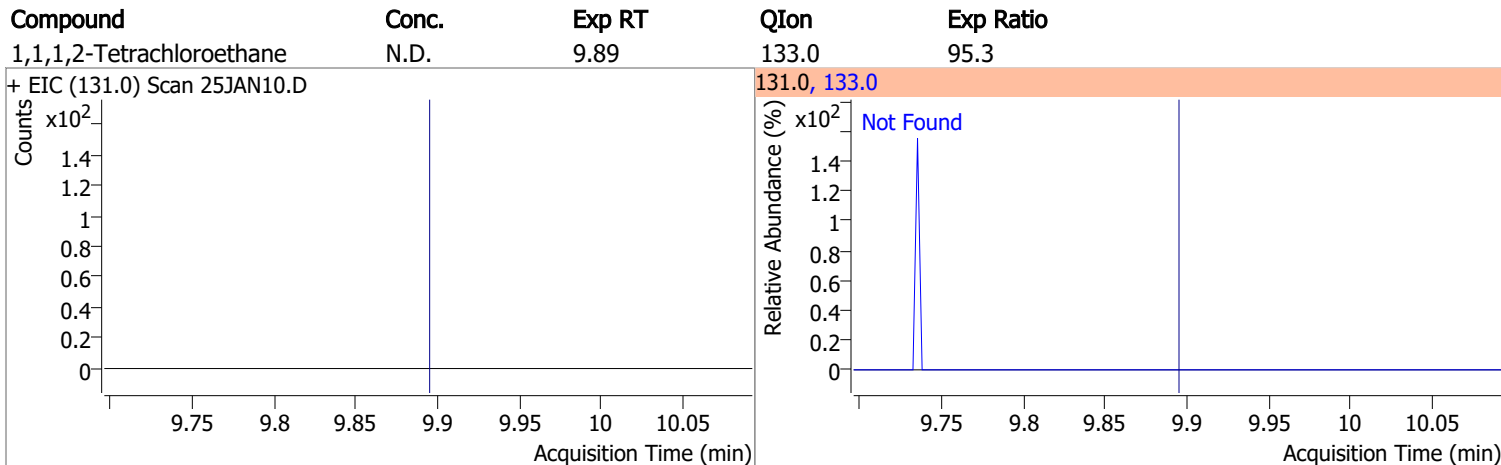 Compound Conc. Exp RT QIon Exp Ratio
1,1,1,2-Tetrachloroethane N.D. 9.89 133.0 95.3
+ EIC (131.0) Scan 25JAN10.D
Counts
x10²
1.4
1.2
1
0.8
0.6
0.4
0.2
0
9.75 9.8 9.85 9.9 9.95 10 10.05
Acquisition Time (min)
131.0, 133.0
Relative Abundance (%)
x10²
Not Found
1.4
1.2
1
0.8
0.6
0.4
0.2
0
9.75 9.8 9.85 9.9 9.95 10 10.05
Acquisition Time (min)